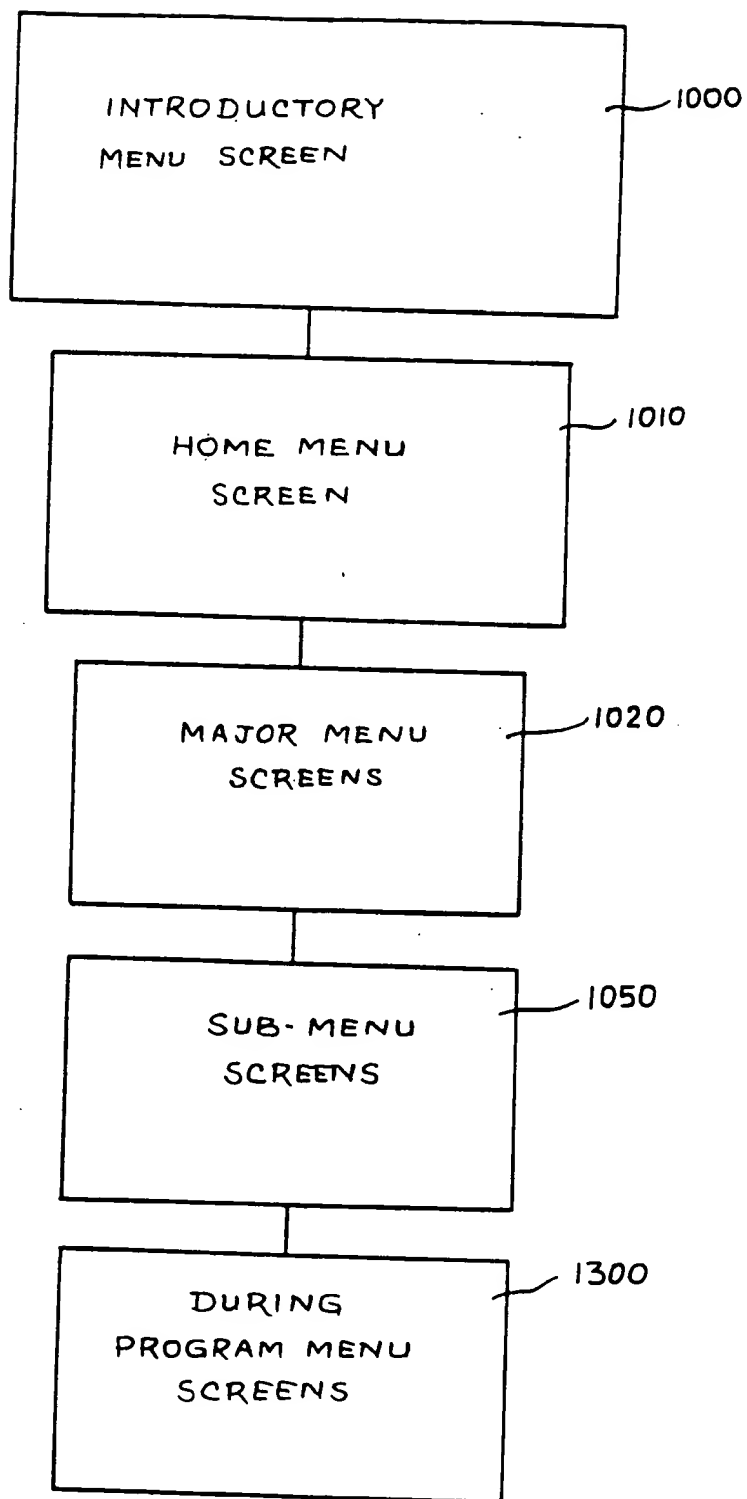 INTRODUCTORY
MENU SCREEN
1000
HOME MENU
SCREEN
1010
MAJOR MENU
SCREENS
1020
SUB-MENU
SCREENS
1050
DURING
PROGRAM MENU
SCREENS
1300